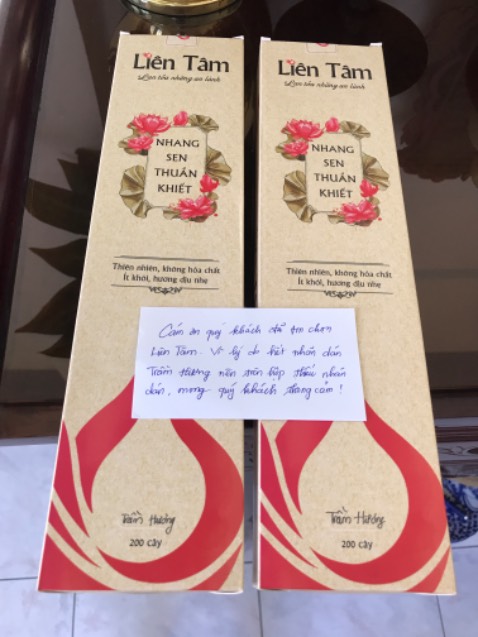 Liên Tâm
Lan tỏa những an lành
NHANG
SEN
THUẦN
KHIẾT
Thiên nhiên, không hóa chất
Ít khói, hương dịu nhẹ
Trầm Hương
200 cây
Liên Tâm
Lan tỏa những an lành
NHANG
SEN
THUẦN
KHIẾT
Thiên nhiên, không hóa chất
Ít khói, hương dịu nhẹ
Trầm Hương
200 cây
Cám ơn quý khách đã tin chọn
Liên Tâm. Vì lý do hết nhãn dán
Trầm Hương nên trên hộp thiếu nhãn
dán, mong quý khách thông cảm!